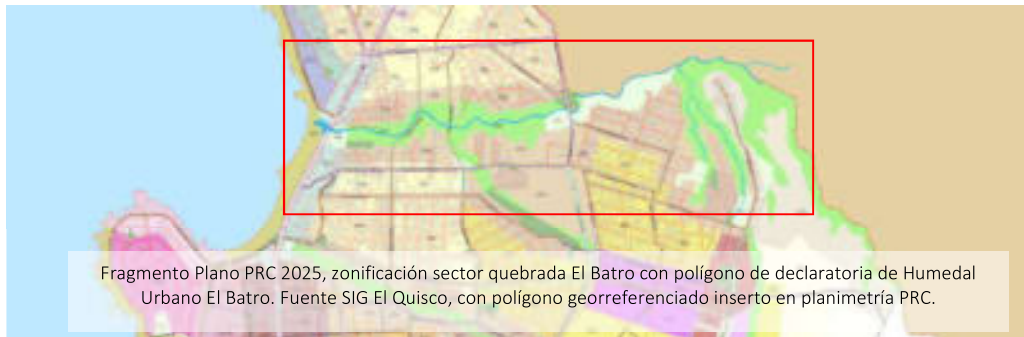 Fragmento Plano PRC 2025, zonificación sector quebrada El Batro con polígono de declaratoria de Humedal
Urbano El Batro. Fuente SIG El Quisco, con polígono georreferenciado inserto en planimetría PRC.